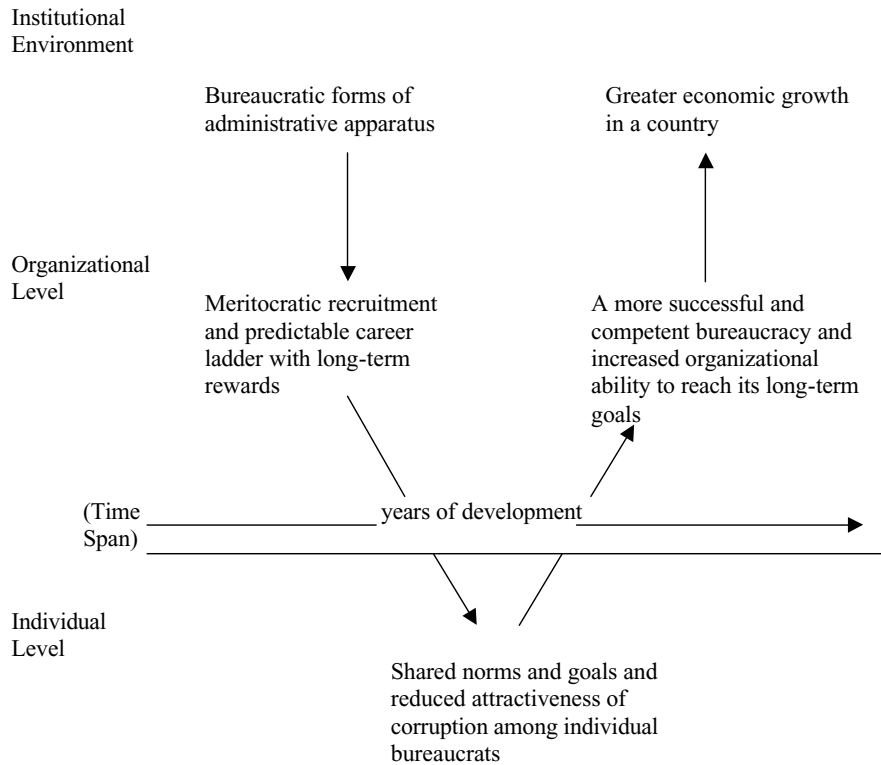 Institutional
Environment
Bureaucratic forms of
administrative apparatus
Greater economic growth
in a country
Organizational
Level
Meritocratic recruitment
and predictable career
ladder with long-term
rewards
A more successful and
competent bureaucracy and
increased organizational
ability to reach its long-term
goals
(Time
Span)
years of development
Individual
Level
Shared norms and goals and
reduced attractiveness of
corruption among individual
bureaucrats